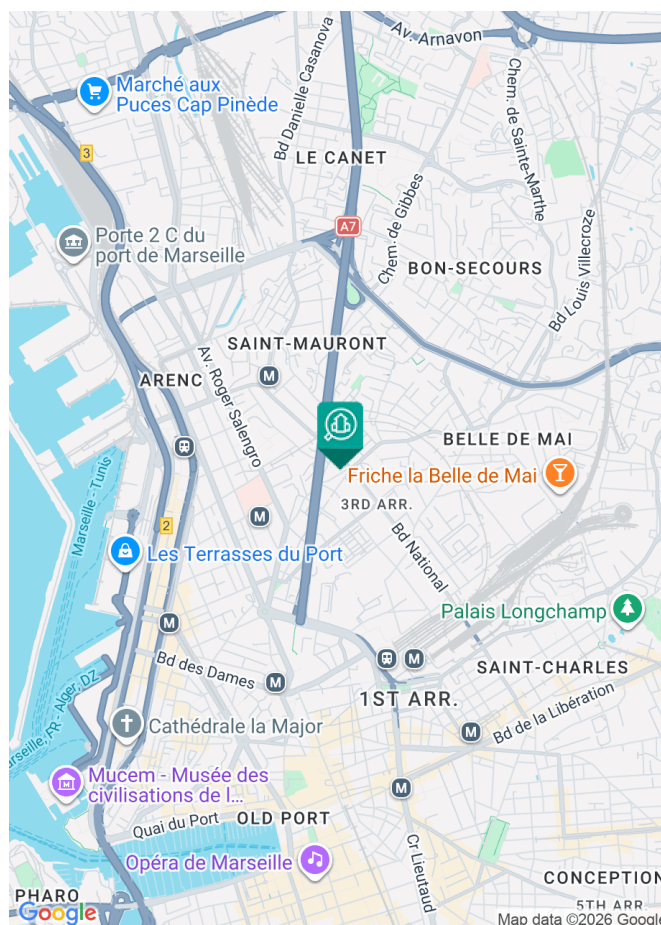 Av. Arnavon
Marché aux
Puces Cap Pinède
Bd Danielle Casanova
Chem. de Sainte-Marthe
3
LE CANET
Chem. de Gibbes
A7
Porte 2 C du
port de Marseille
BON-SECOURS
Bd Louis Villecroze
SAINT-MAURONT
ARENC
M
Av. Roger Salengro
BELLE DE MAI
Friche la Belle de Mai
3RD ARR.
Marseille - Tunis
M
2
Bd National
Les Terrasses du Port
Palais Longchamp
M
M
Bd des Dames
M
SAINT-CHARLES
1ST ARR.
Bd de la Libération
M
Cathédrale la Major
arseille, FR - Alger, DZ
Mucem - Musée des
civilisations de l...
M
Quai du Port
OLD PORT
Cr Lieutaud
Opéra de Marseille
CONCEPTION
PHARO
5TH ARR.
Google
Map data ©2026 Google